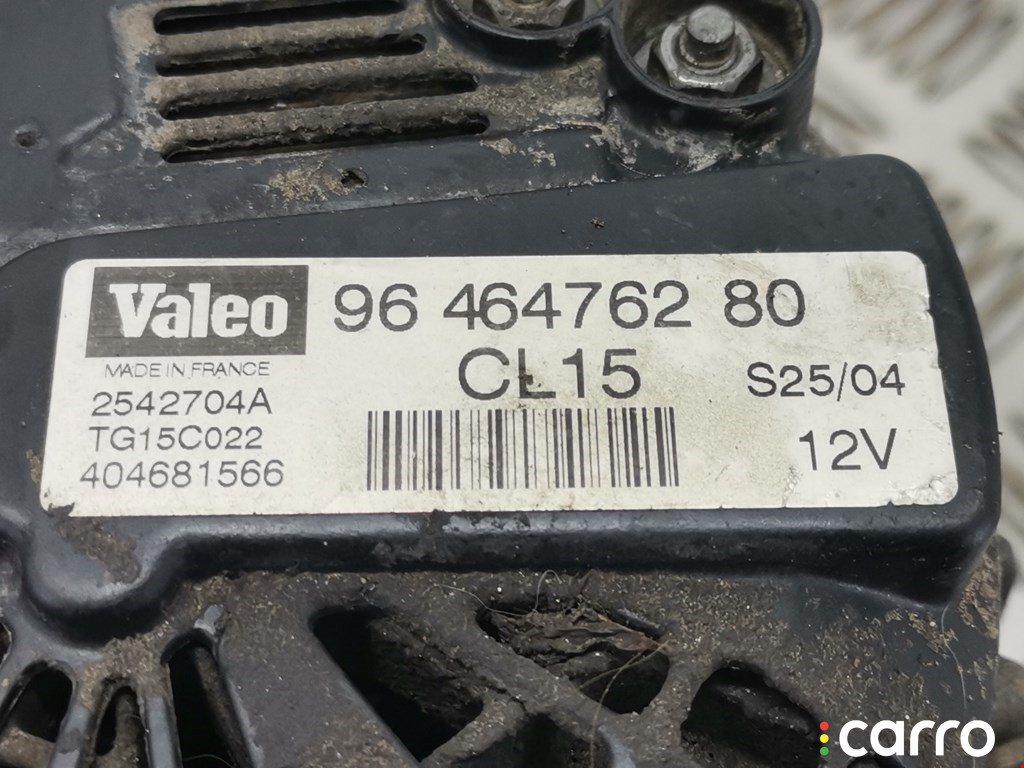 Valeo
96 464762 80
MADE IN FRANCE
CL15
S25/04
2542704A
TG15C022
12V
404681566
carro